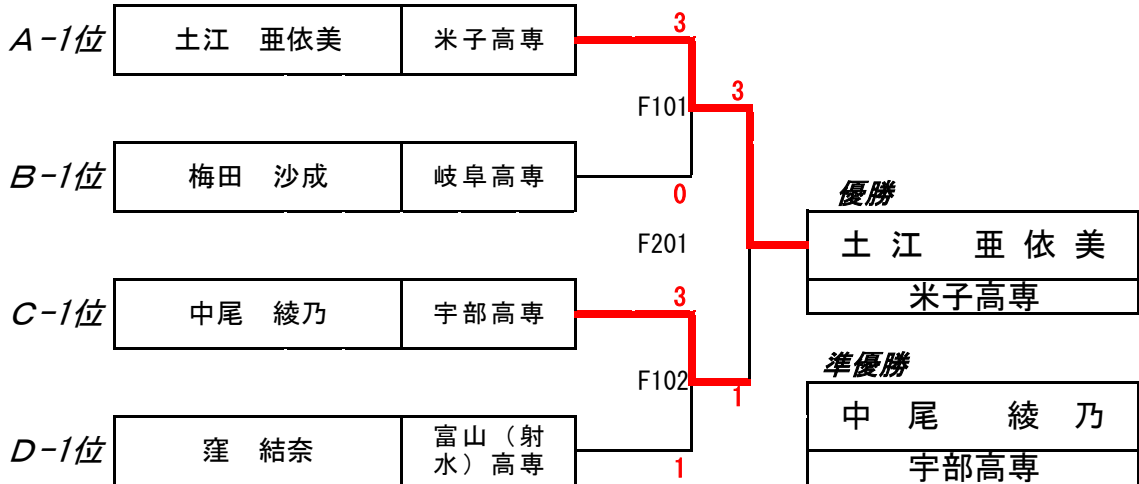 A-1位 土江 亜依美 米子高専 3
F101 3
B-1位 梅田 沙成 岐阜高専 0
優勝
F201 土江 亜依美
米子高専
C-1位 中尾 綾乃 宇部高専 3
準優勝
F102 1
中尾 綾乃
宇部高専
D-1位 窪 結奈 富山（射
水）高専 1